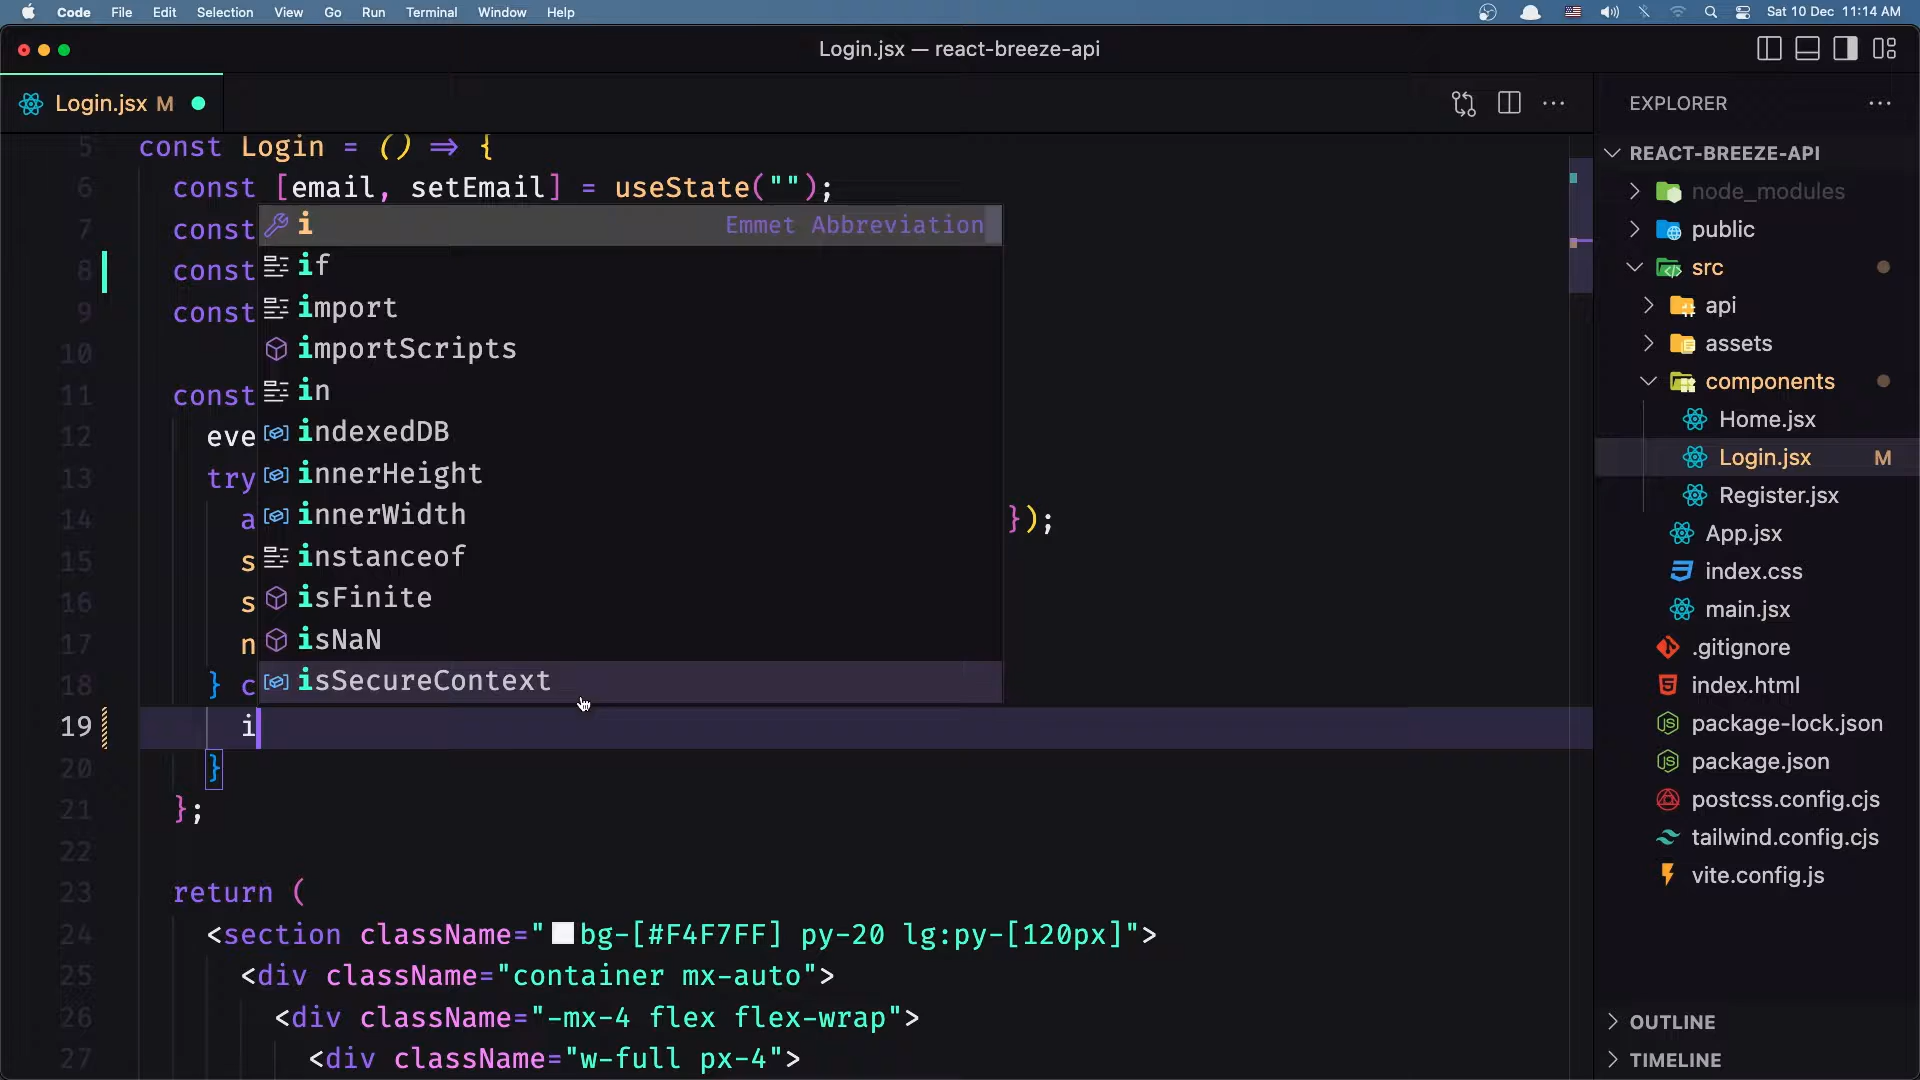 Code File Edit Selection View Go Run Terminal Window Help Sat 10 Dec 11:14 AM
Login.jsx — react-breeze-api
Login.jsx M
5 const Login = () ⇒ {
6 const [email, setEmail] = useState("");
7 const
8 const
9 const
10
11 const
12 eve
13 try
14 a });
15 s
16 s
17 n
18 } c
19 i
20 }
21 };
22
23 return (
24 <section className="bg-[#F4F7FF] py-20 lg:py-[120px]">
25 <div className="container mx-auto">
26 <div className="-mx-4 flex flex-wrap">
27 <div className="w-full px-4">
i Emmet Abbreviation
if
import
importScripts
in
indexedDB
innerHeight
innerWidth
instanceof
isFinite
isNaN
isSecureContext
EXPLORER
REACT-BREEZE-API
node_modules
public
src
api
assets
components
Home.jsx
Login.jsx M
Register.jsx
App.jsx
index.css
main.jsx
.gitignore
index.html
package-lock.json
package.json
postcss.config.cjs
tailwind.config.cjs
vite.config.js
OUTLINE
TIMELINE